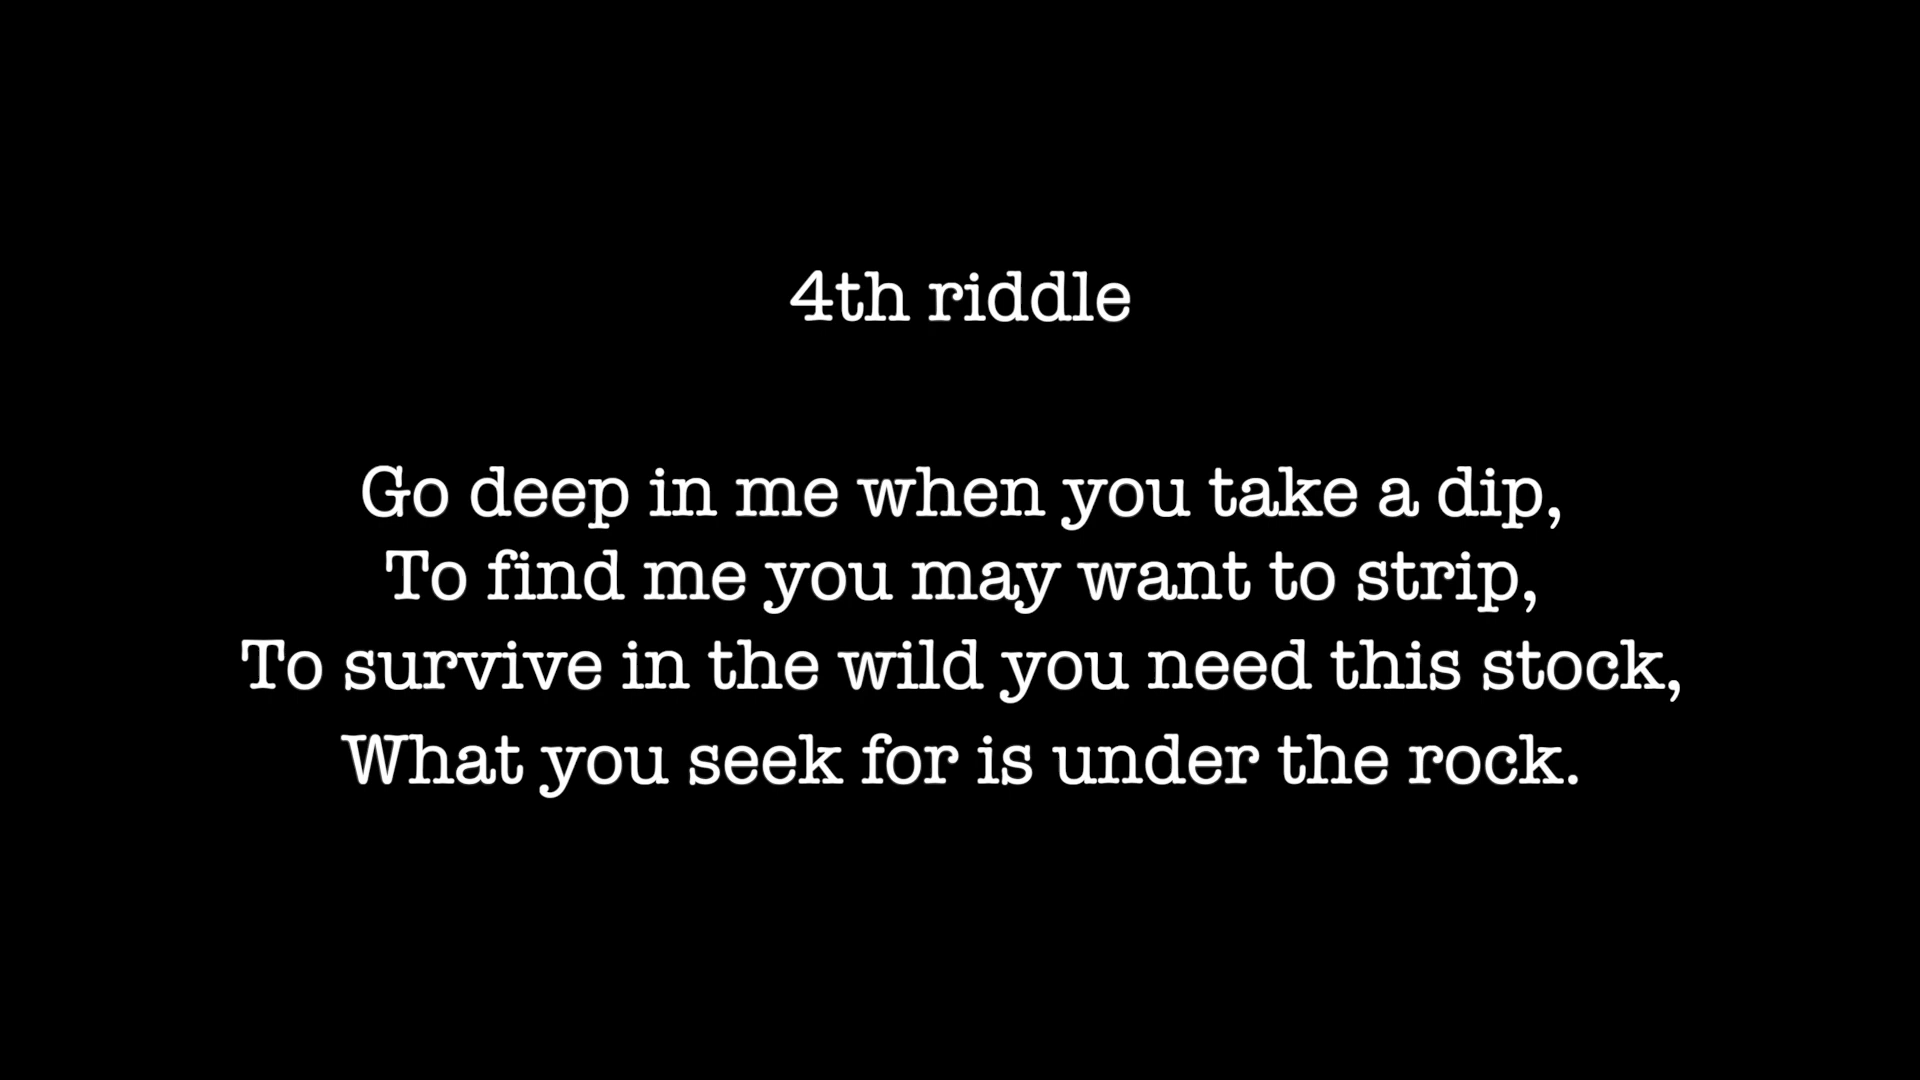 4th riddle
Go deep in me when you take a dip,
To find me you may want to strip,
To survive in the wild you need this stock,
What you seek for is under the rock.